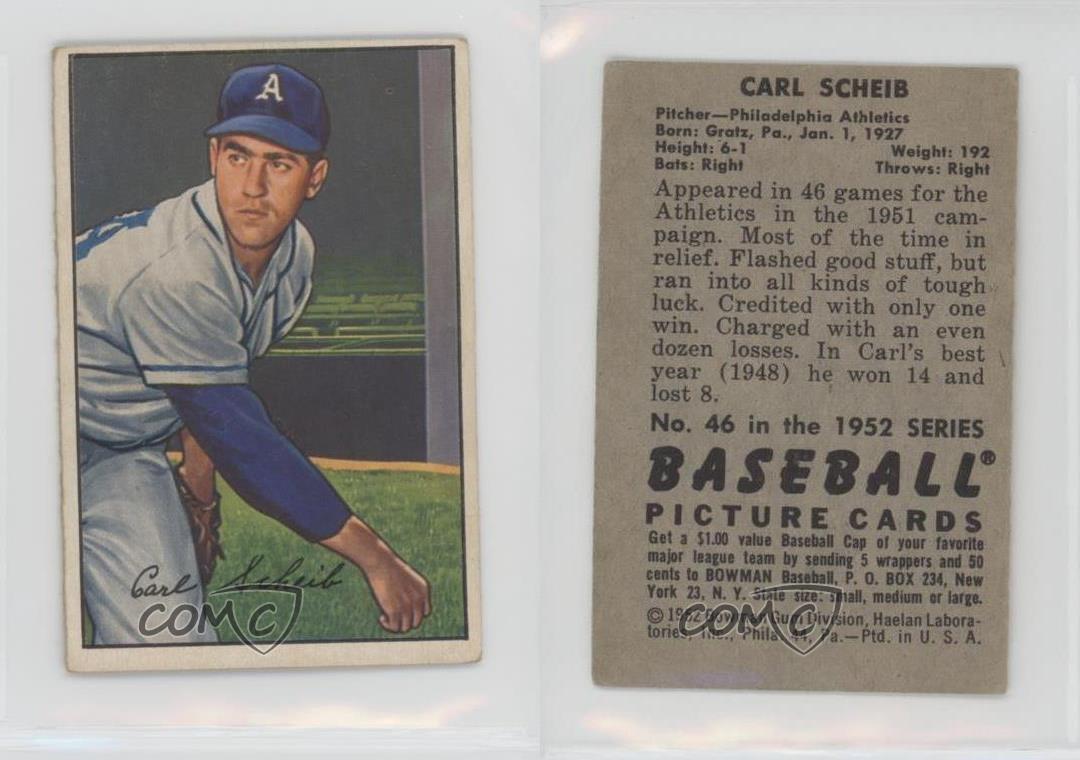 A
Carl Scheib
COMC
CARL SCHEIB
Pitcher—Philadelphia Athletics
Born: Gratz, Pa., Jan. 1, 1927
Height: 6-1 Weight: 192
Bats: Right Throws: Right
Appeared in 46 games for the
Athletics in the 1951 cam-
paign. Most of the time in
relief. Flashed good stuff, but
ran into all kinds of tough
luck. Credited with only one
win. Charged with an even
dozen losses. In Carl's best
year (1948) he won 14 and
lost 8.
No. 46 in the 1952 SERIES
BASEBALL®
PICTURE CARDS
Get a $1.00 value Baseball Cap of your favorite
major league team by sending 5 wrappers and 50
cents to BOWMAN Baseball, P. O. BOX 234, New
York 23, N. Y. State size: small, medium or large.
© 1952 Bowman Gum Division, Haelan Labora-
tories, Inc., Phila. 44, Pa.—Ptd. in U. S. A.
COMC